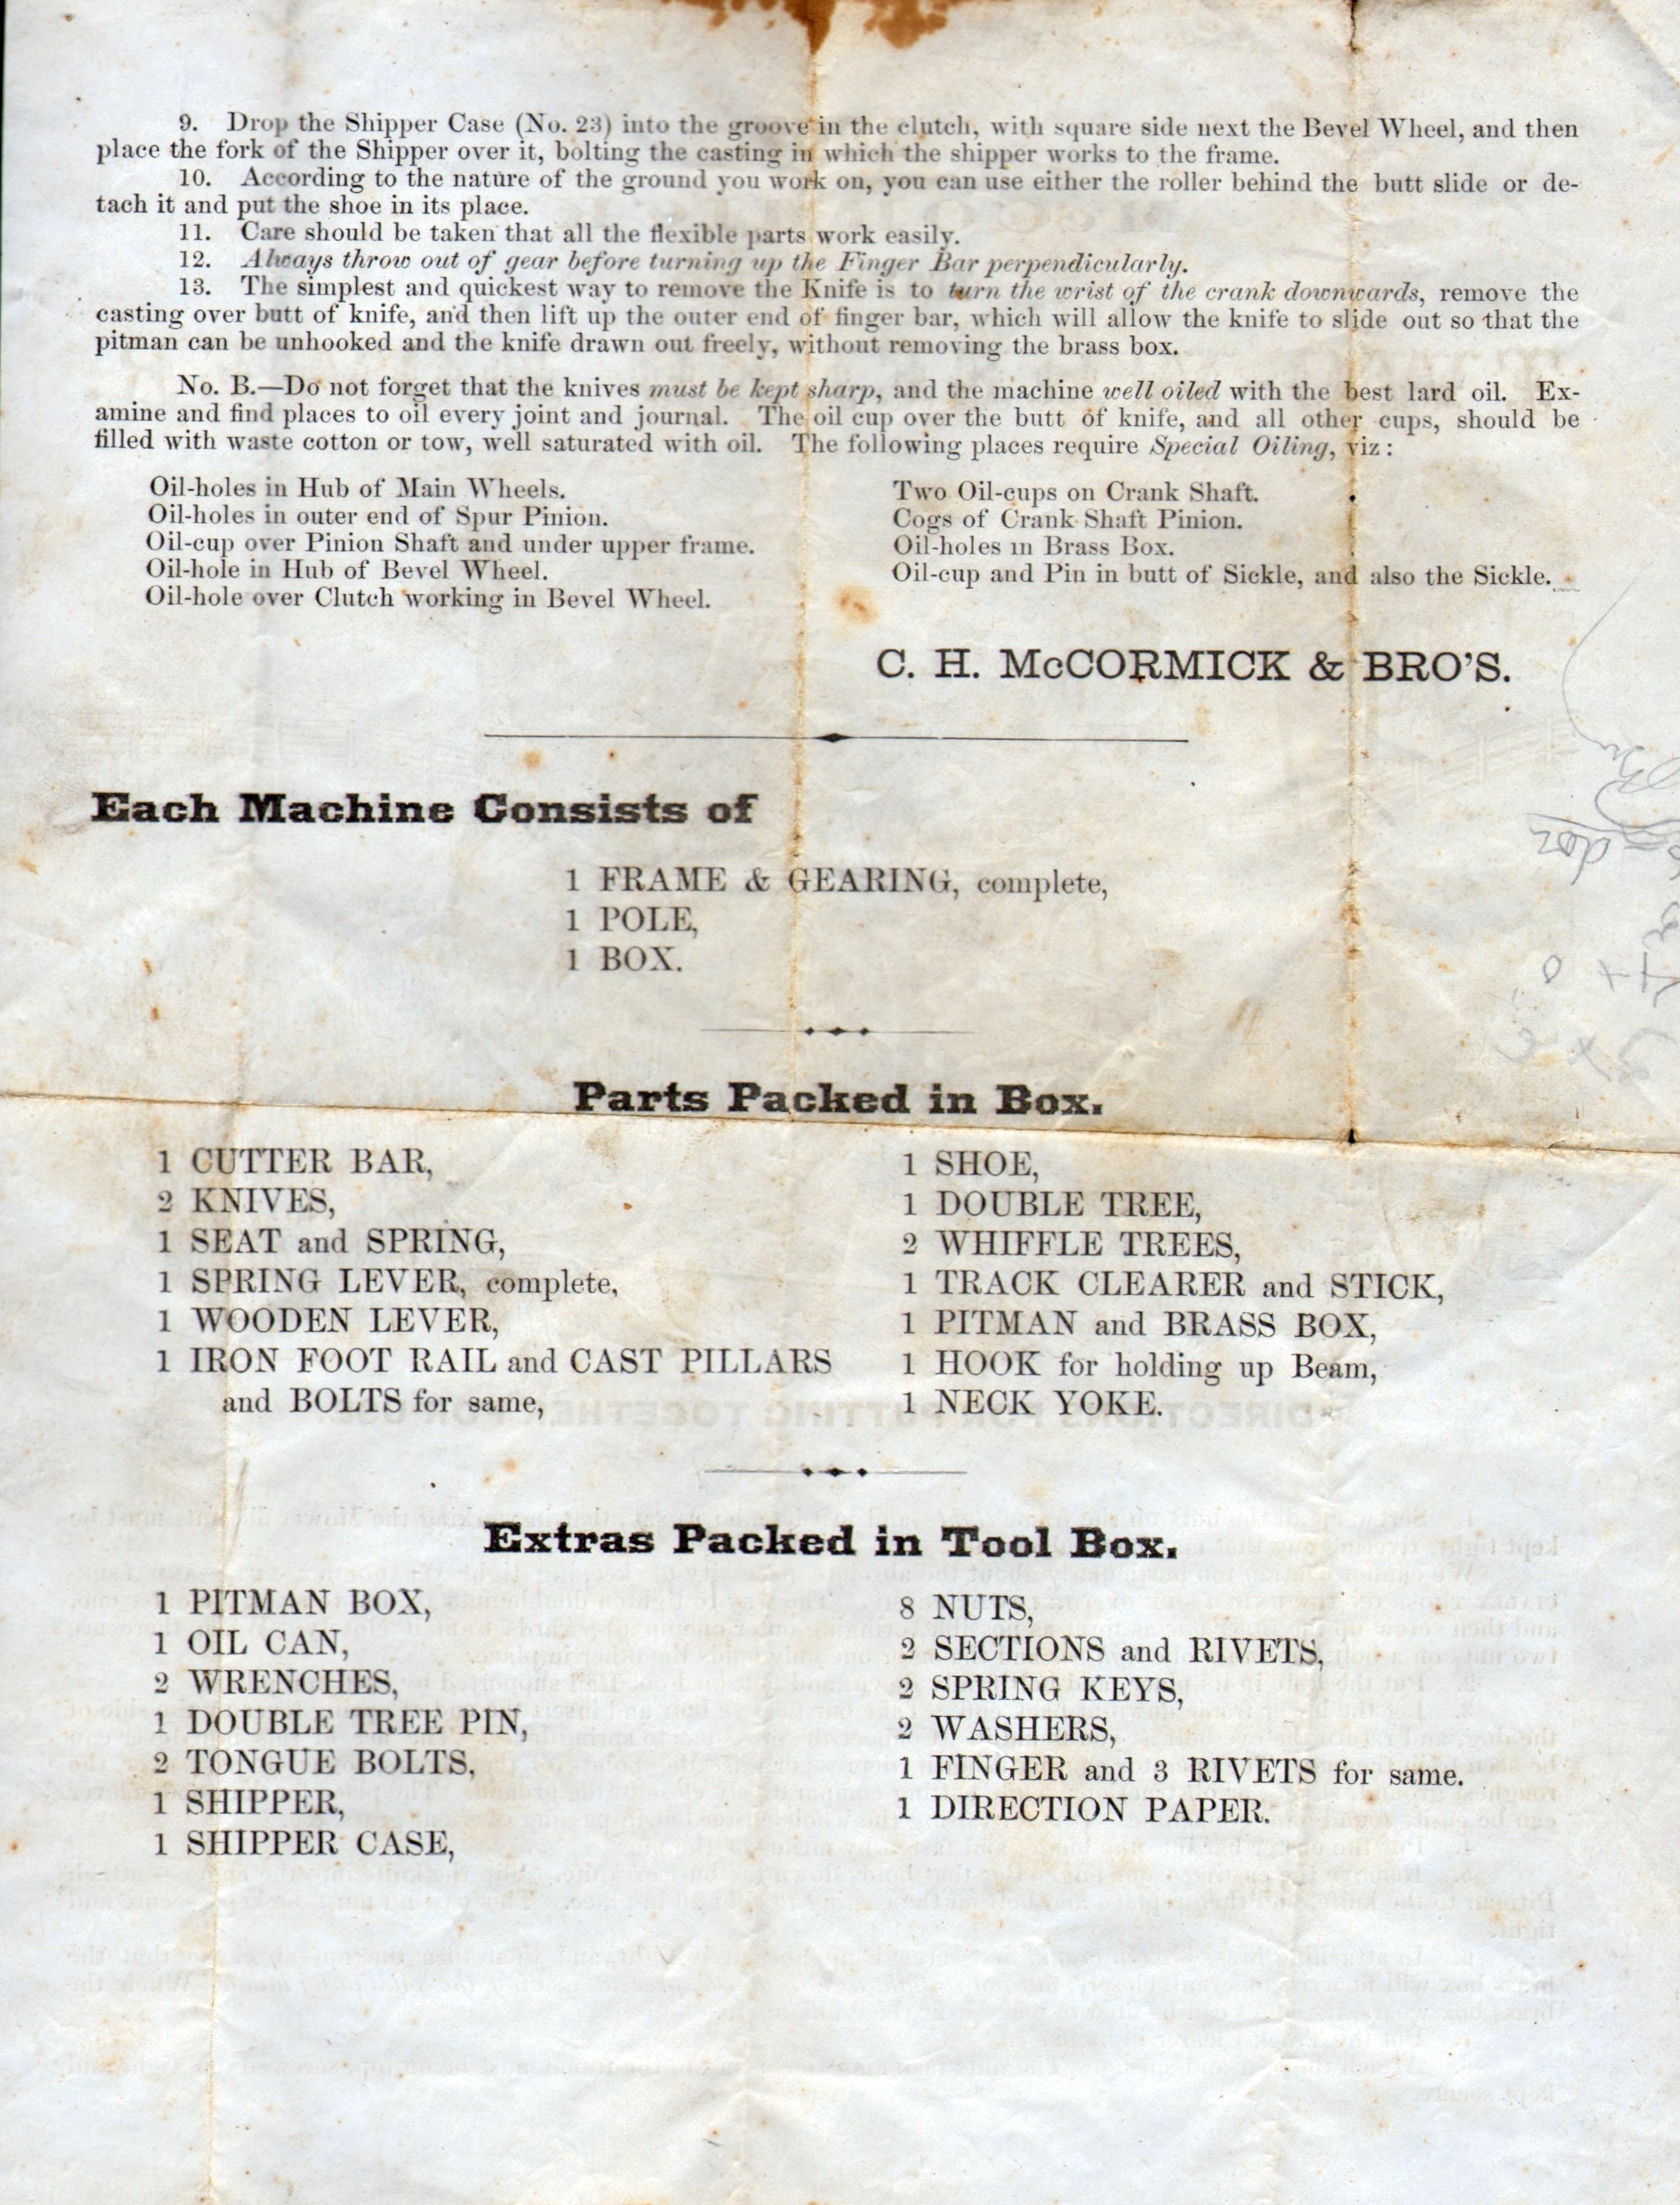 9. Drop the Shipper Case (No. 23) into the groove in the clutch, with square side next the Bevel Wheel, and then
place the fork of the Shipper over it, bolting the casting in which the shipper works to the frame.
10. According to the nature of the ground you work on, you can use either the roller behind the butt slide or de-
tach it and put the shoe in its place.
11. Care should be taken that all the flexible parts work easily.
12. Always throw out of gear before turning up the Finger Bar perpendicularly.
13. The simplest and quickest way to remove the Knife is to turn the wrist of the crank downwards, remove the
casting over butt of knife, and then lift up the outer end of finger bar, which will allow the knife to slide out so that the
pitman can be unhooked and the knife drawn out freely, without removing the brass box.
No. B.—Do not forget that the knives must be kept sharp, and the machine well oiled with the best lard oil. Ex-
amine and find places to oil every joint and journal. The oil cup over the butt of knife, and all other cups, should be
filled with waste cotton or tow, well saturated with oil. The following places require Special Oiling, viz:
Oil-holes in Hub of Main Wheels.
Oil-holes in outer end of Spur Pinion.
Oil-cup over Pinion Shaft and under upper frame.
Oil-hole in Hub of Bevel Wheel.
Oil-hole over Clutch working in Bevel Wheel.
Two Oil-cups on Crank Shaft.
Cogs of Crank Shaft Pinion.
Oil-holes in Brass Box.
Oil-cup and Pin in butt of Sickle, and also the Sickle.
C. H. McCORMICK & BRO'S.
Each Machine Consists of
1 FRAME & GEARING, complete,
1 POLE,
1 BOX.
Parts Packed in Box.
1 CUTTER BAR,
2 KNIVES,
1 SEAT and SPRING,
1 SPRING LEVER, complete,
1 WOODEN LEVER,
1 IRON FOOT RAIL and CAST PILLARS
and BOLTS for same,
1 SHOE,
1 DOUBLE TREE,
2 WHIFFLE TREES,
1 TRACK CLEARER and STICK,
1 PITMAN and BRASS BOX,
1 HOOK for holding up Beam,
1 NECK YOKE.
Extras Packed in Tool Box.
1 PITMAN BOX,
1 OIL CAN,
2 WRENCHES,
1 DOUBLE TREE PIN,
2 TONGUE BOLTS,
1 SHIPPER,
1 SHIPPER CASE,
8 NUTS,
2 SECTIONS and RIVETS,
2 SPRING KEYS,
2 WASHERS,
1 FINGER and 3 RIVETS for same.
1 DIRECTION PAPER.